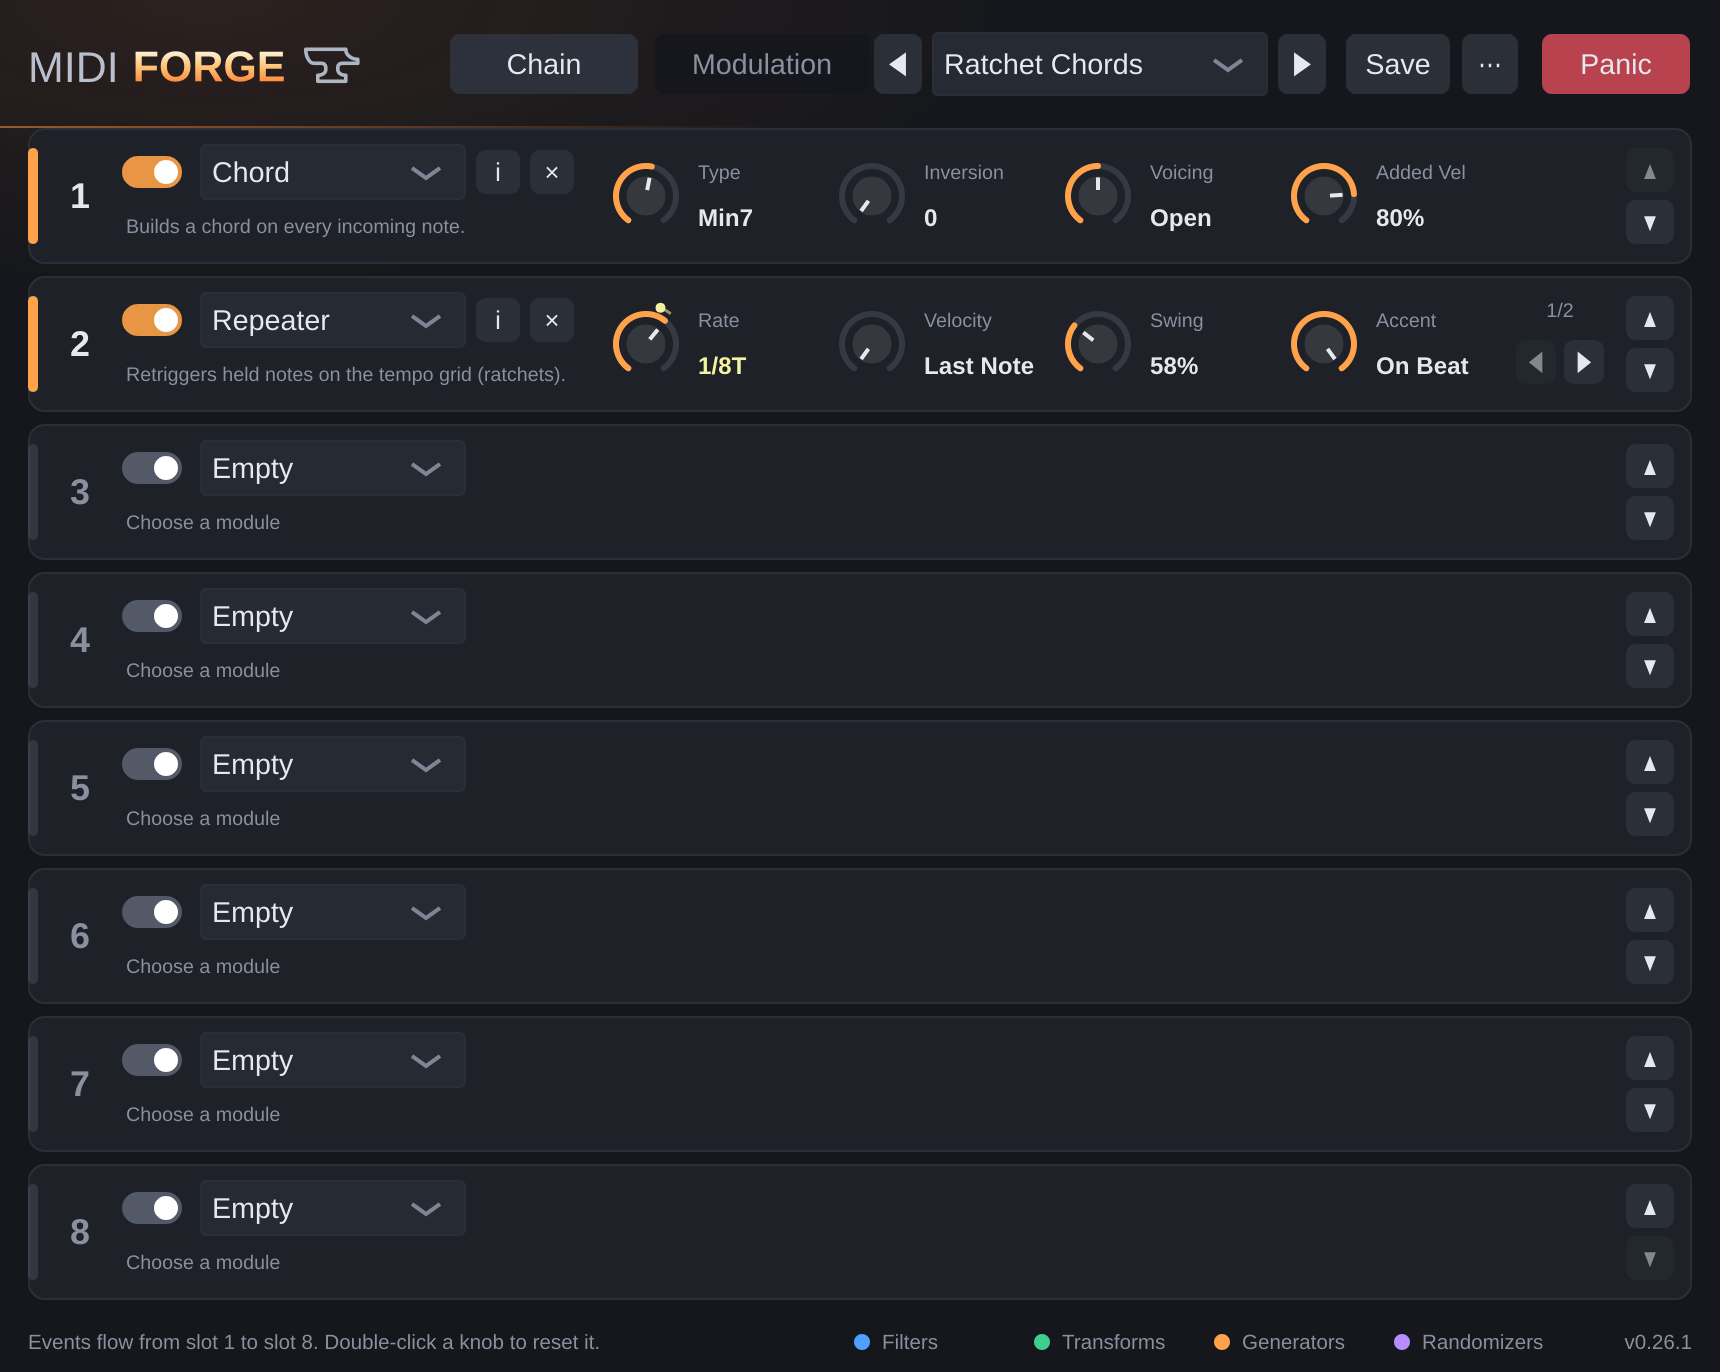 MIDI FORGE
Chain
Modulation
Ratchet Chords
Save
...
Panic
1
Chord
i
×
Builds a chord on every incoming note.
Type
Min7
Inversion
0
Voicing
Open
Added Vel
80%
2
Repeater
i
×
Retriggers held notes on the tempo grid (ratchets).
Rate
1/8T
Velocity
Last Note
Swing
58%
Accent
On Beat
1/2
3
Empty
Choose a module
4
Empty
Choose a module
5
Empty
Choose a module
6
Empty
Choose a module
7
Empty
Choose a module
8
Empty
Choose a module
Events flow from slot 1 to slot 8. Double-click a knob to reset it.
Filters
Transforms
Generators
Randomizers
v0.26.1